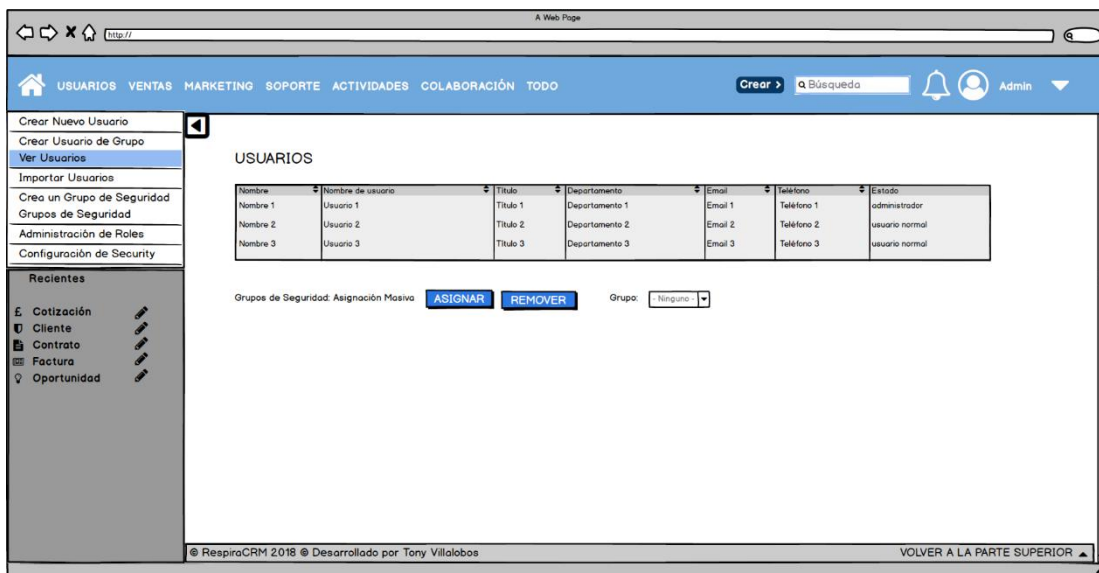 A Web Page
http://
USUARIOS VENTAS MARKETING SOPORTE ACTIVIDADES COLABORACIÓN TODO Crear > Búsqueda Admin
Crear Nuevo Usuario
Crear Usuario de Grupo
Ver Usuarios
Importar Usuarios
Crea un Grupo de Seguridad
Grupos de Seguridad
Administración de Roles
Configuración de Security
Recientes
£ Cotización
Cliente
Contrato
Factura
Oportunidad
USUARIOS
Nombre Nombre de usuario Título Departamento Email Teléfono Estado
Nombre 1 Usuario 1 Título 1 Departamento 1 Email 1 Teléfono 1 administrador
Nombre 2 Usuario 2 Título 2 Departamento 2 Email 2 Teléfono 2 usuario normal
Nombre 3 Usuario 3 Título 3 Departamento 3 Email 3 Teléfono 3 usuario normal
Grupos de Seguridad: Asignación Masiva ASIGNAR REMOVER Grupo: - Ninguno -
© RespiraCRM 2018 © Desarrollado por Tony Villalobos VOLVER A LA PARTE SUPERIOR